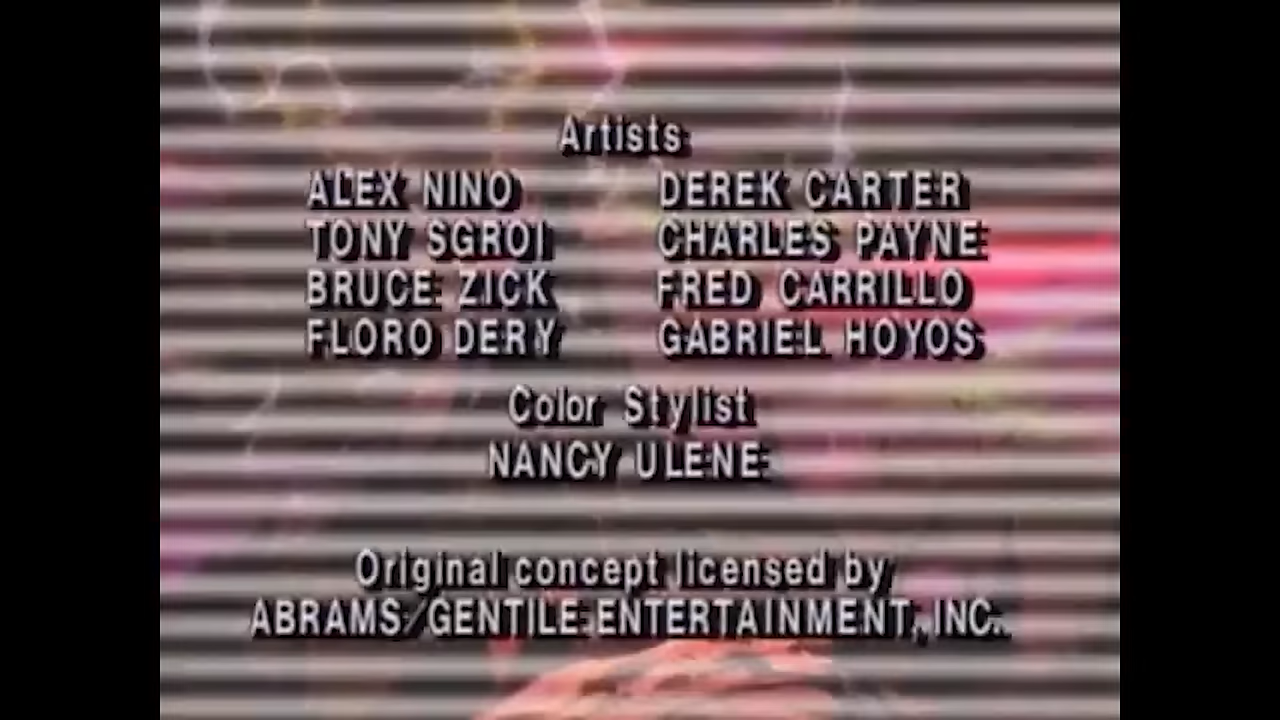 Artists
ALEX NINO DEREK CARTER
TONY SGROI CHARLES PAYNE
BRUCE ZICK FRED CARRILLO
FLORO DERY GABRIEL HOYOS
Color Stylist
NANCY ULENE
Original concept licensed by
ABRAMS/GENTILE ENTERTAINMENT, INC.